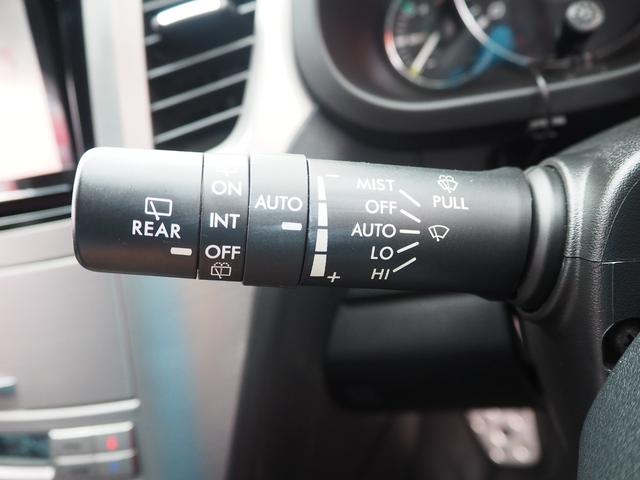 REAR
ON
INT
OFF
AUTO
−
+
MIST
OFF
AUTO
LO
HI
PULL